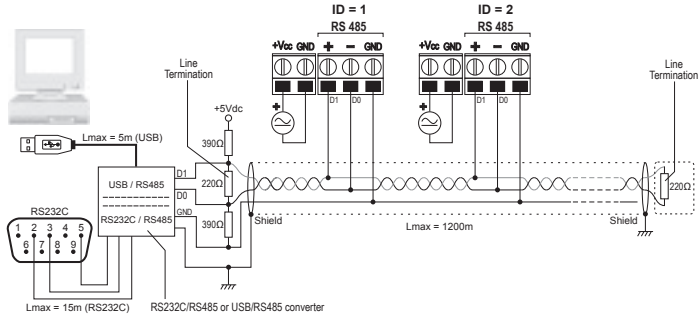 ID = 1
RS 485
+Vcc GND + − GND
D1 D0
ID = 2
RS 485
+Vcc GND + − GND
D1 D0
Line
Termination
Line
Termination
+
+
+5Vdc
390Ω
220Ω
390Ω
220Ω
Lmax = 5m (USB)
USB / RS485
RS232C / RS485
D1
D0
GND
RS232C
1 2 3 4 5
6 7 8 9
Shield
Lmax = 1200m
Shield
Lmax = 15m (RS232C)
RS232C/RS485 or USB/RS485 converter